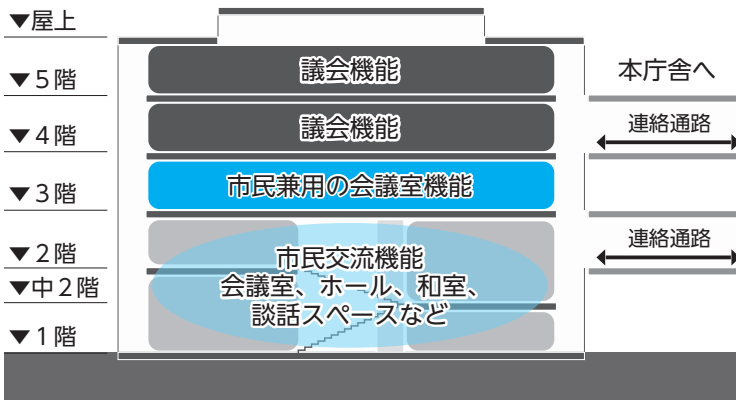 ▼屋上
▼5階
議会機能
本庁舎へ
▼4階
議会機能
連絡通路
▼3階
市民兼用の会議室機能
▼2階
連絡通路
▼中2階
市民交流機能
会議室、ホール、和室、
談話スペースなど
▼1階